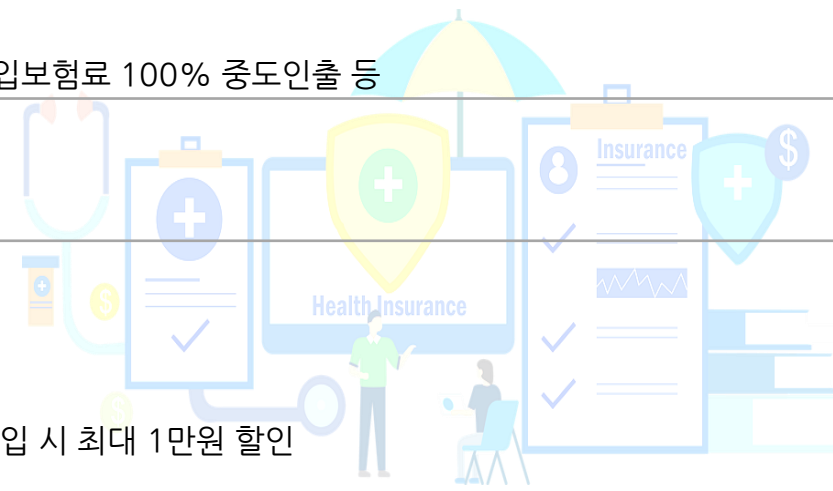 입보험료 100% 중도인출 등
Insurance
$
$
Health Insurance
$
입 시 최대 1만원 할인